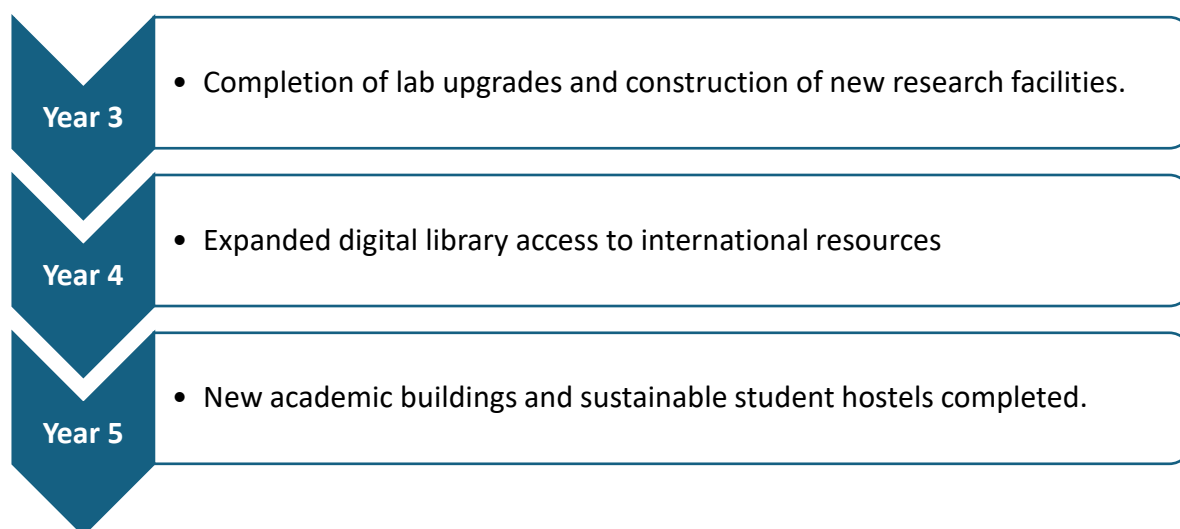 Year 3
• Completion of lab upgrades and construction of new research facilities.
Year 4
• Expanded digital library access to international resources
Year 5
• New academic buildings and sustainable student hostels completed.